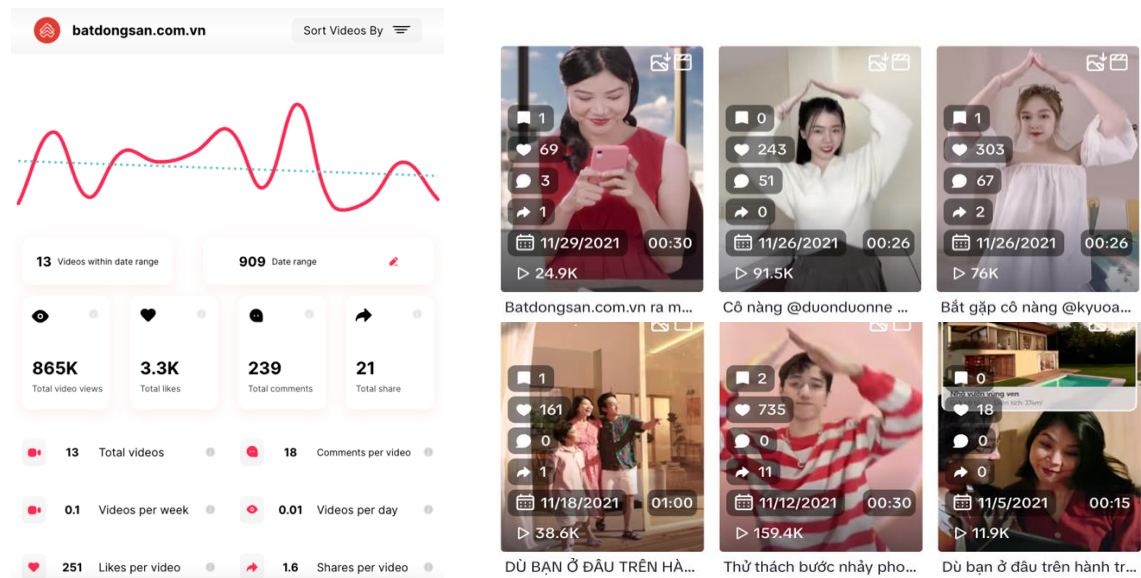 batdongsan.com.vn
Sort Videos By
13 Videos within date range
909 Date range
865K
Total video views
3.3K
Total likes
239
Total comments
21
Total share
13 Total videos
18 Comments per video
0.1 Videos per week
0.01 Videos per day
251 Likes per video
1.6 Shares per video
1
69
3
1
11/29/2021 00:30
24.9K
Batdongsan.com.vn ra m...
0
243
51
0
11/26/2021 00:26
91.5K
Cô nàng @duonduonne ...
1
303
67
2
11/26/2021 00:26
76K
Bắt gặp cô nàng @kyuoa...
1
161
0
1
11/18/2021 01:00
38.6K
DÙ BẠN Ở ĐÂU TRÊN HÀ...
2
735
0
11
11/12/2021 00:30
159.4K
Thử thách bước nhảy pho...
Nhà vườn vùng ven
tích: 37km²
0
18
0
0
11/5/2021 00:15
11.9K
Dù bạn ở đâu trên hành tr...